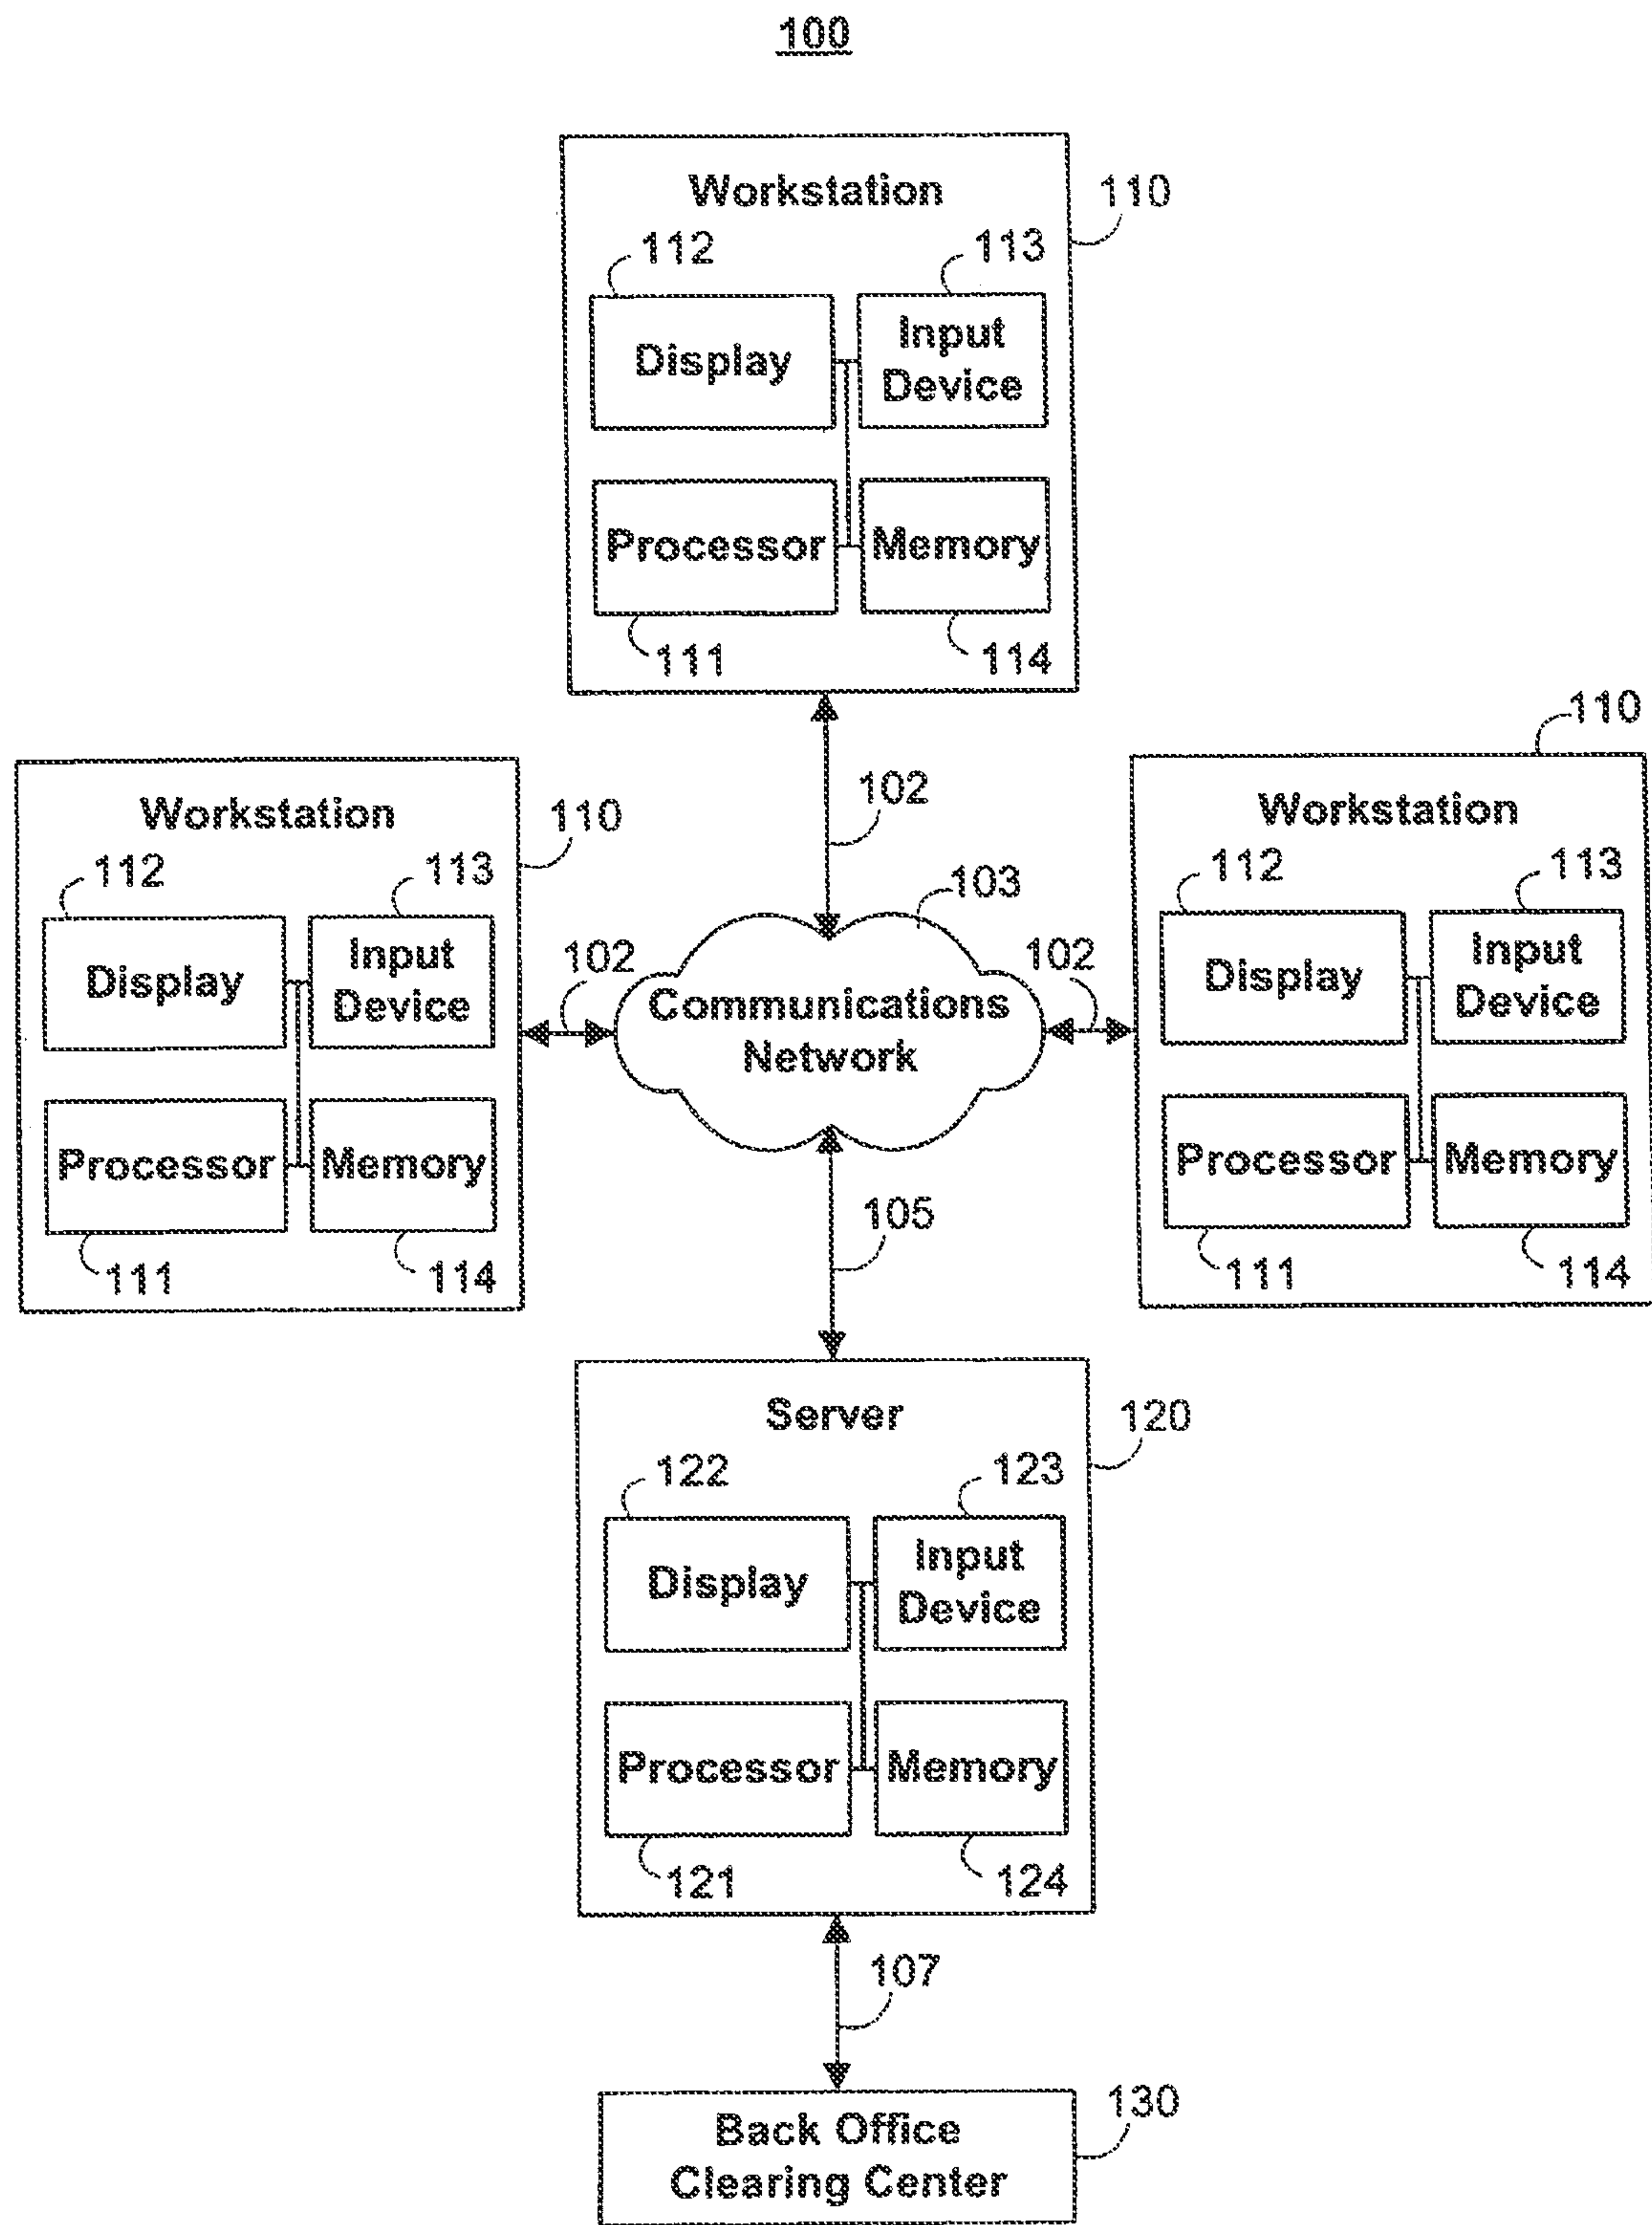 100
Workstation
110
112
113
Display
Input
Device
Processor
Memory
111
114
102
Workstation
110
112
113
Display
Input
Device
Processor
Memory
111
114
102
103
Communications
Network
102
110
Workstation
112
113
Display
Input
Device
Processor
Memory
111
114
105
Server
120
122
123
Display
Input
Device
Processor
Memory
121
124
107
Back Office
Clearing Center
130